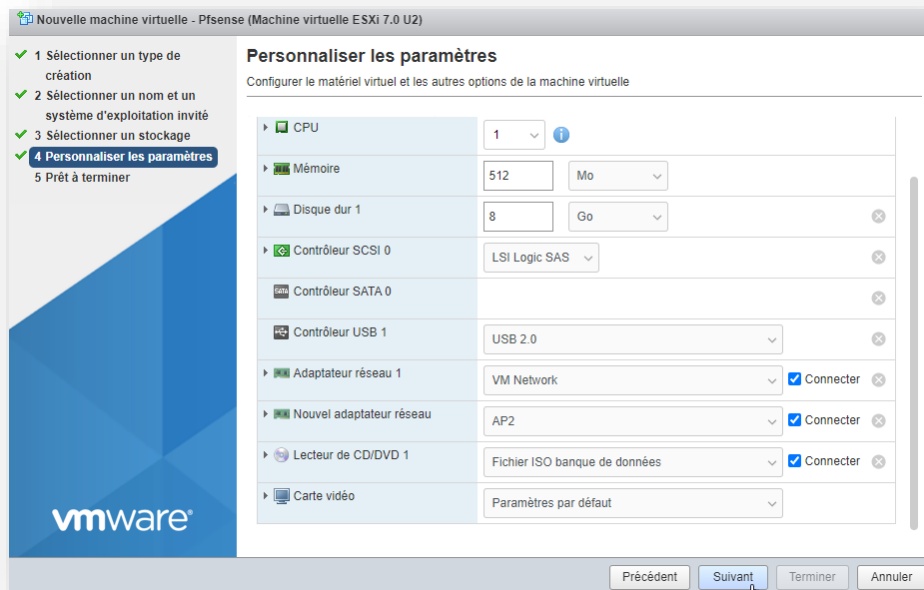 Nouvelle machine virtuelle - Pfsense (Machine virtuelle ESXi 7.0 U2)
1 Sélectionner un type de
création
2 Sélectionner un nom et un
système d'exploitation invité
3 Sélectionner un stockage
4 Personnaliser les paramètres
5 Prêt à terminer
vmware®
Personnaliser les paramètres
Configurer le matériel virtuel et les autres options de la machine virtuelle
CPU 1
Mémoire 512 Mo
Disque dur 1 8 Go
Contrôleur SCSI 0 LSI Logic SAS
SATA Contrôleur SATA 0
Contrôleur USB 1 USB 2.0
Adaptateur réseau 1 VM Network Connecter
Nouvel adaptateur réseau AP2 Connecter
Lecteur de CD/DVD 1 Fichier ISO banque de données Connecter
Carte vidéo Paramètres par défaut
Précédent Suivant Terminer Annuler